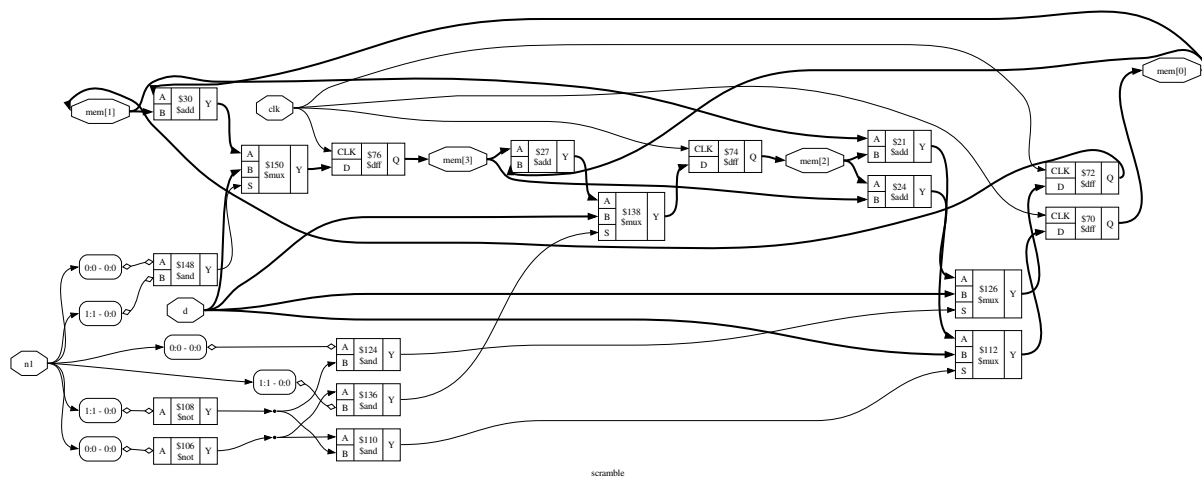 mem[0]
mem[1]
A
B
$30
$add
Y
clk
A
B
S
$150
$mux
Y
CLK
D
$76
$dff
Q
mem[3]
A
B
$27
$add
Y
CLK
D
$74
$dff
Q
mem[2]
A
B
$21
$add
Y
A
B
$24
$add
Y
CLK
D
$72
$dff
Q
CLK
D
$70
$dff
Q
A
B
S
$138
$mux
Y
0:0 - 0:0
1:1 - 0:0
A
B
$148
$and
Y
d
A
B
S
$126
$mux
Y
A
B
S
$112
$mux
Y
n1
0:0 - 0:0
A
B
$124
$and
Y
1:1 - 0:0
A
B
$136
$and
Y
1:1 - 0:0
A
$108
$not
Y
0:0 - 0:0
A
$106
$not
Y
A
B
$110
$and
Y
scramble